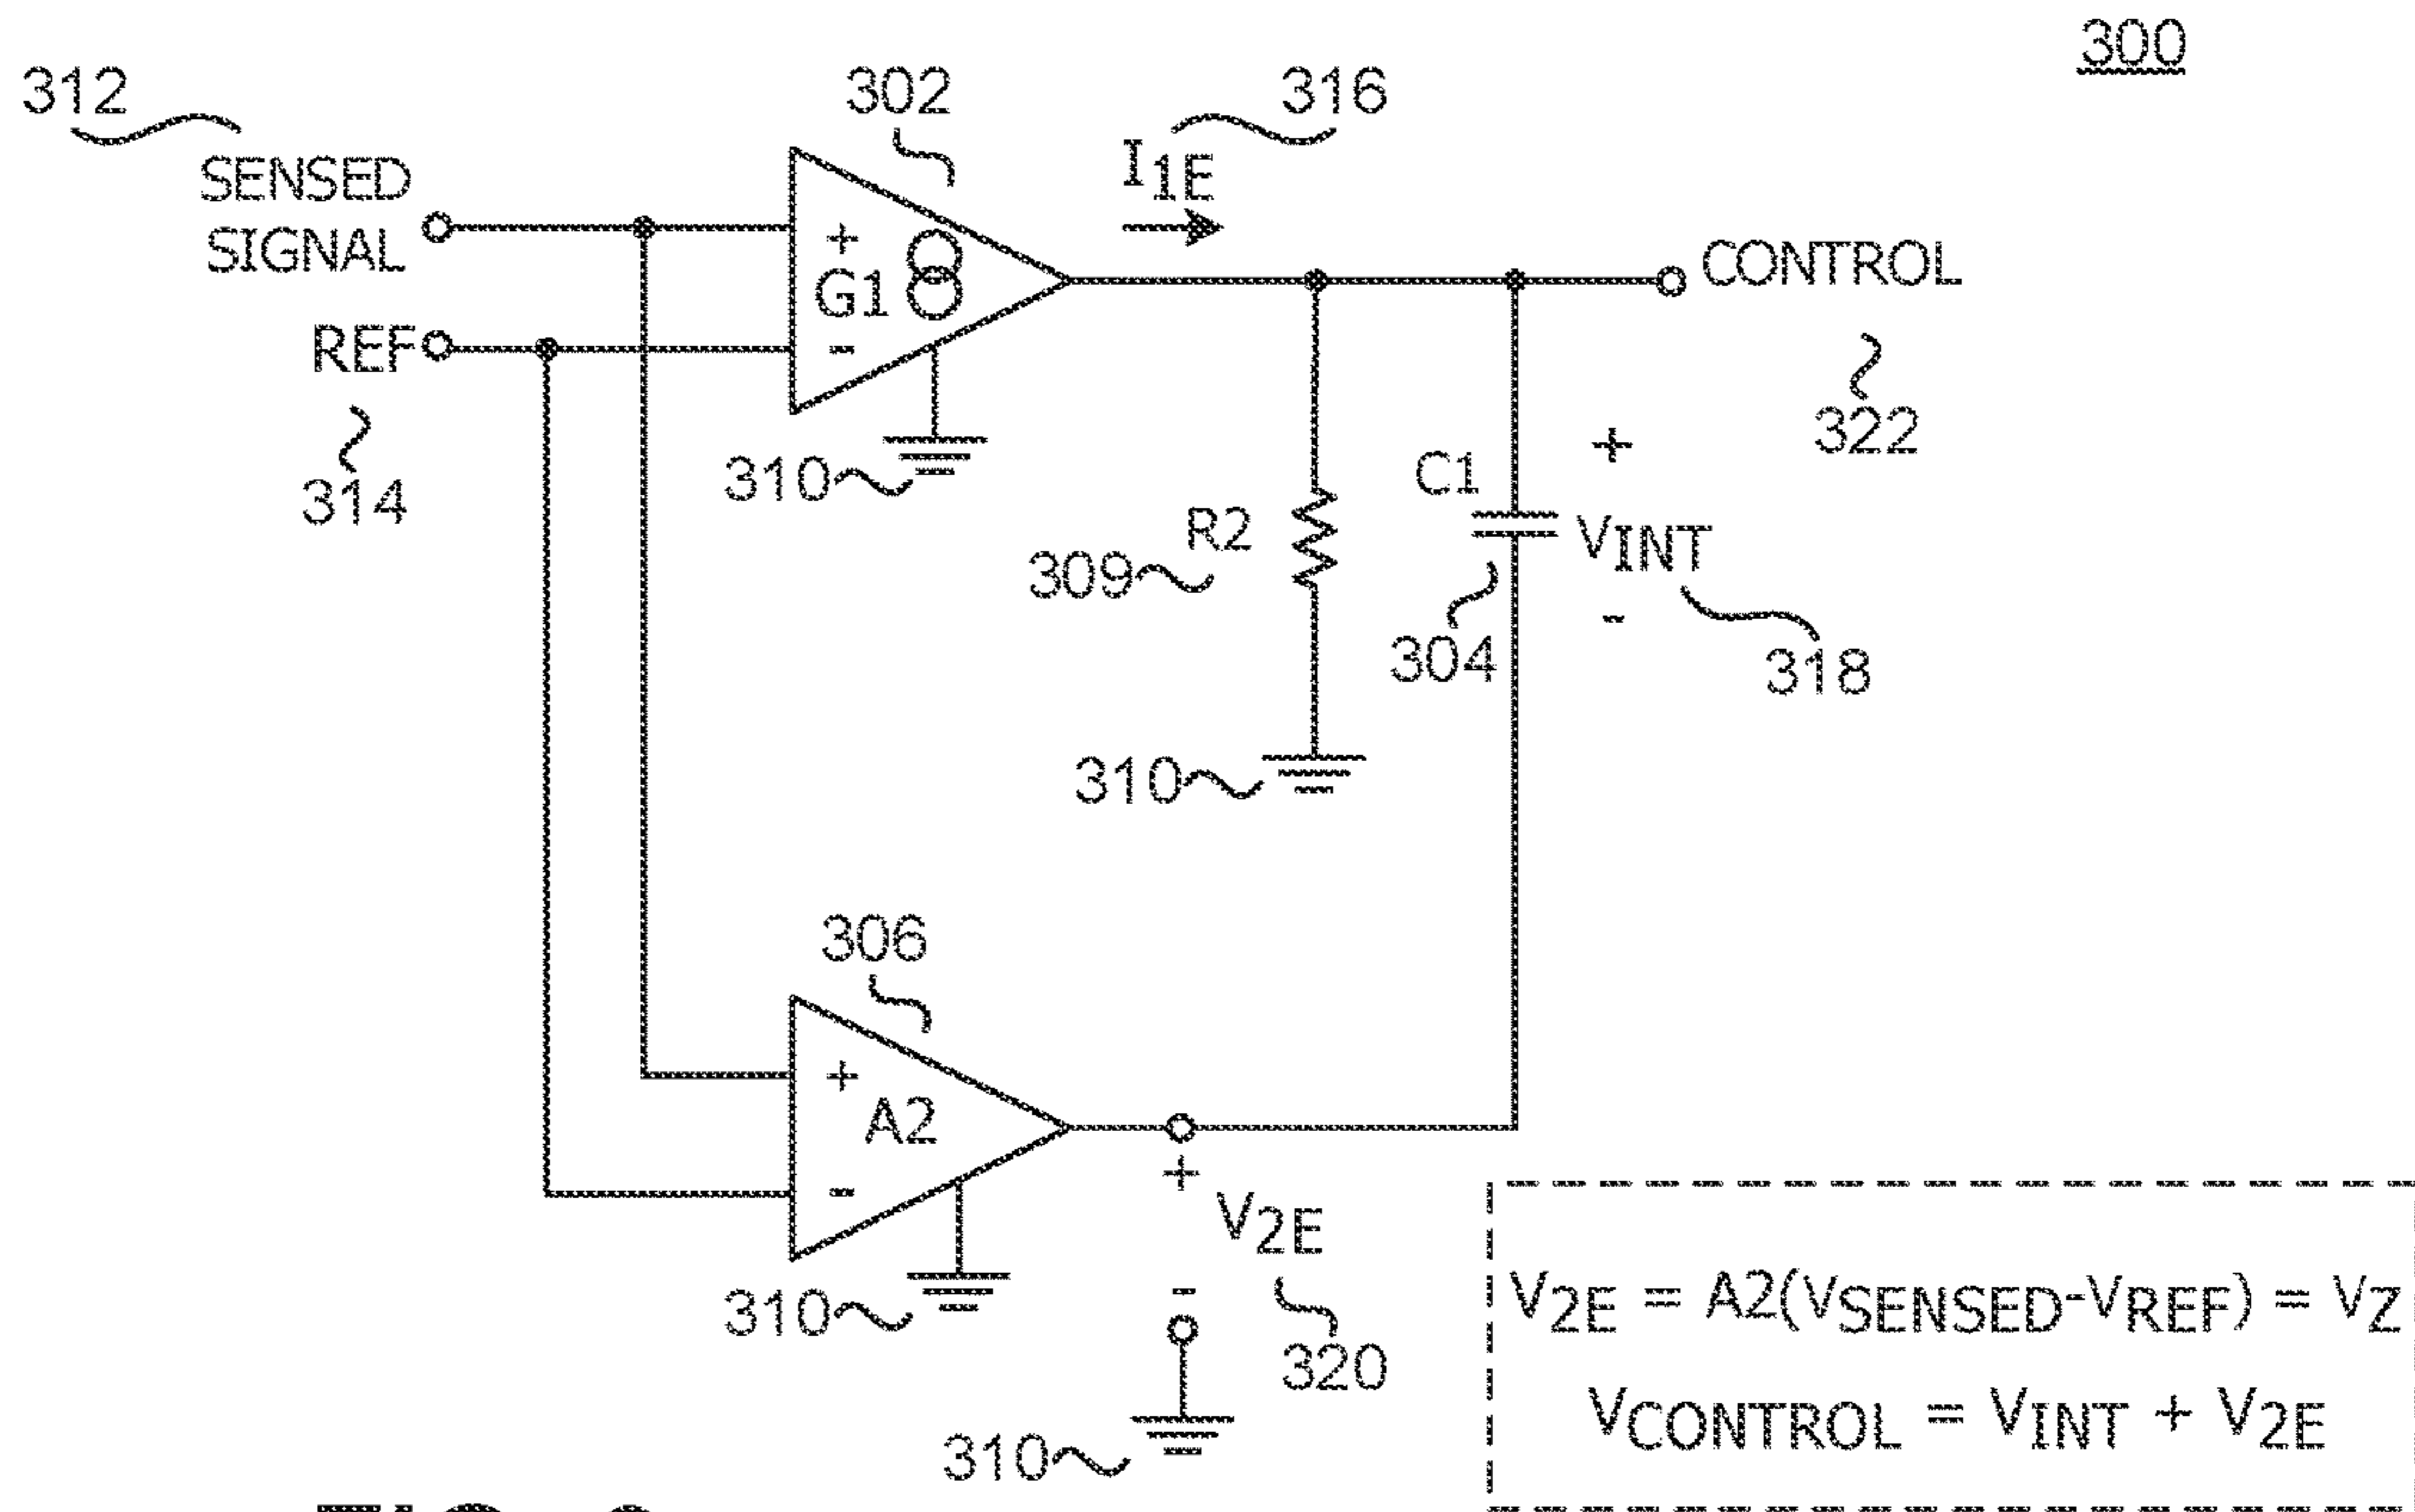 300
312
302
316
SENSED
SIGNAL
I1E
+
G1
-
REF
CONTROL
314
310
322
C1
+
VINT
-
R2
309
304
318
310
306
+
A2
-
+
V2E
-
310
320
310
V2E = A2(VSENSED-VREF) = VZ
VCONTROL = VINT + V2E